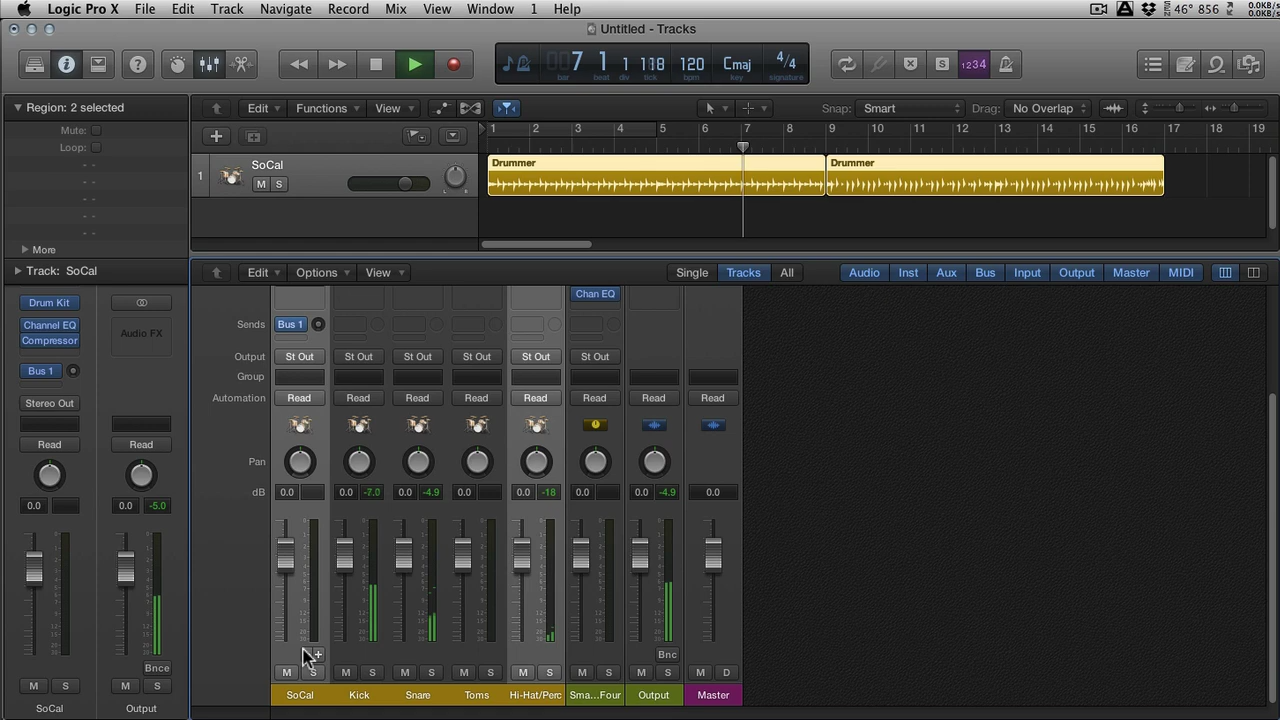 Logic Pro X File Edit Track Navigate Record Mix View Window 1 Help 46° 856 0.0KB/s
0.0KB/s
Untitled - Tracks
007 1 1 108 120 Cmaj 4/4
bar beat div tick bpm key signature
1234
Region: 2 selected
Edit Functions View Snap: Smart Drag: No Overlap
Mute:
Loop:
1 2 3 4 5 6 7 8 9 10 11 12 13 14 15 16 17 18 19
1 SoCal
M S
Drummer Drummer
More
Track: SoCal
Edit Options View Single Tracks All Audio Inst Aux Bus Input Output Master MIDI
Drum Kit
Channel EQ Audio FX
Compressor
Bus 1
Stereo Out
Read Read
0.0 -5.0
Bnce
M S M S
SoCal Output
Chan EQ
Sends Bus 1
Output St Out St Out St Out St Out St Out St Out
Group
Automation Read Read Read Read Read Read Read Read
Pan
dB 0.0 0.0 -7.0 0.0 -4.9 0.0 0.0 -18 0.0 0.0 -4.9 0.0
Bnc
M S M S M S M S M S M S M S M D
SoCal Kick Snare Toms Hi-Hat/Perc Sma...Four Output Master